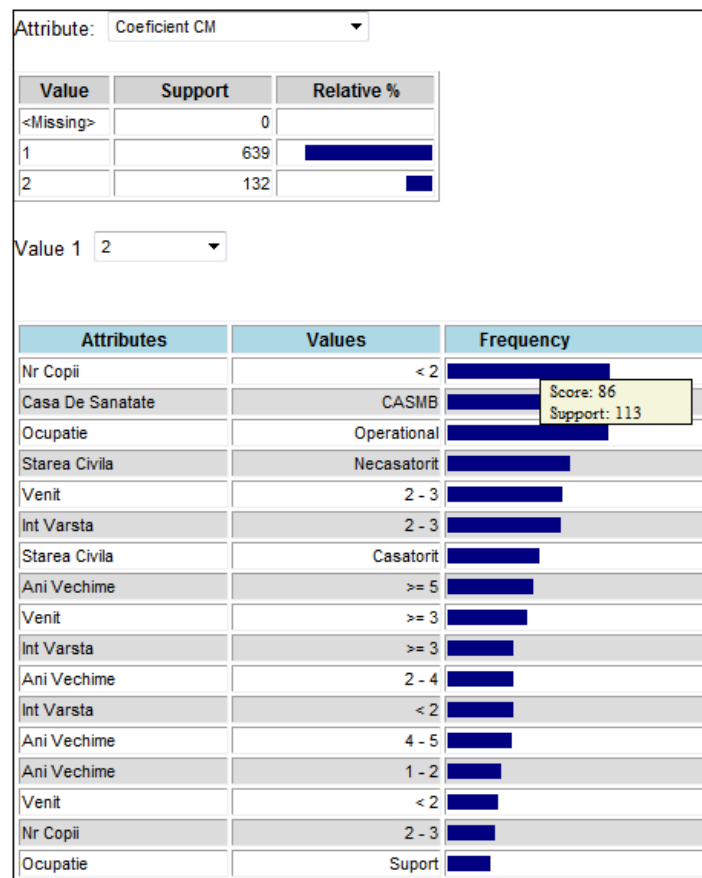 Attribute: Coeficient CM
Value Support Relative %
<Missing> 0
1 639
2 132
Value 1 2
Attributes Values Frequency
Nr Copii < 2
Score: 86
Casa De Sanatate CASMB
Support: 113
Ocupatie Operational
Starea Civila Necasatorit
Venit 2 - 3
Int Varsta 2 - 3
Starea Civila Casatorit
Ani Vechime >= 5
Venit >= 3
Int Varsta >= 3
Ani Vechime 2 - 4
Int Varsta < 2
Ani Vechime 4 - 5
Ani Vechime 1 - 2
Venit < 2
Nr Copii 2 - 3
Ocupatie Suport